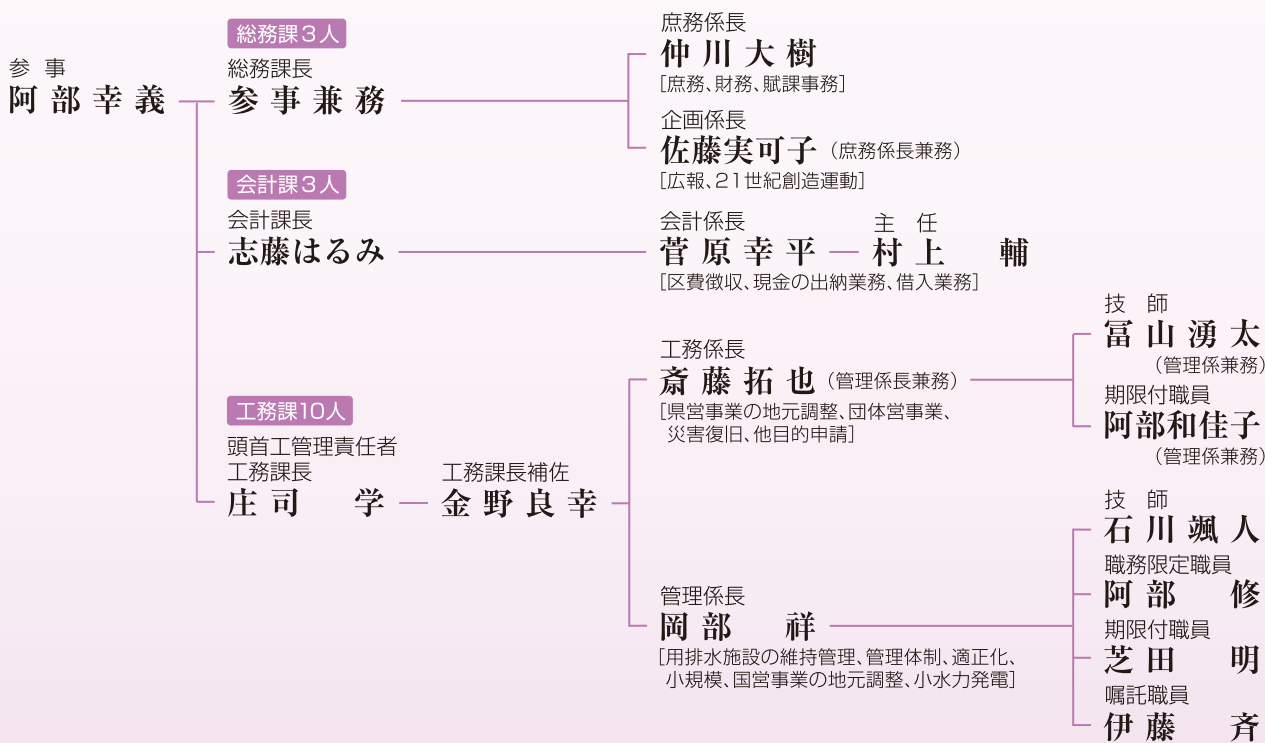 参事
阿部幸義
総務課3人
総務課長
参事兼務
庶務係長
仲川大樹
[庶務、財務、賦課事務]
企画係長
佐藤実可子(庶務係長兼務)
[広報、21世紀創造運動]
会計課3人
会計課長
志藤はるみ
会計係長
菅原幸平
[区費徴収、現金の出納業務、借入業務]
主任
村上 輔
工務課10人
頭首工管理責任者
工務課長
庄司 学
工務課長補佐
金野良幸
工務係長
斎藤拓也(管理係長兼務)
[県営事業の地元調整、団体営事業、
災害復旧、他目的申請]
技師
冨山湧太
(管理係兼務)
期限付職員
阿部和佳子
(管理係兼務)
管理係長
岡部 祥
[用排水施設の維持管理、管理体制、適正化、
小規模、国営事業の地元調整、小水力発電]
技師
石川颯人
職務限定職員
阿部 修
期限付職員
芝田 明
嘱託職員
伊藤 斉